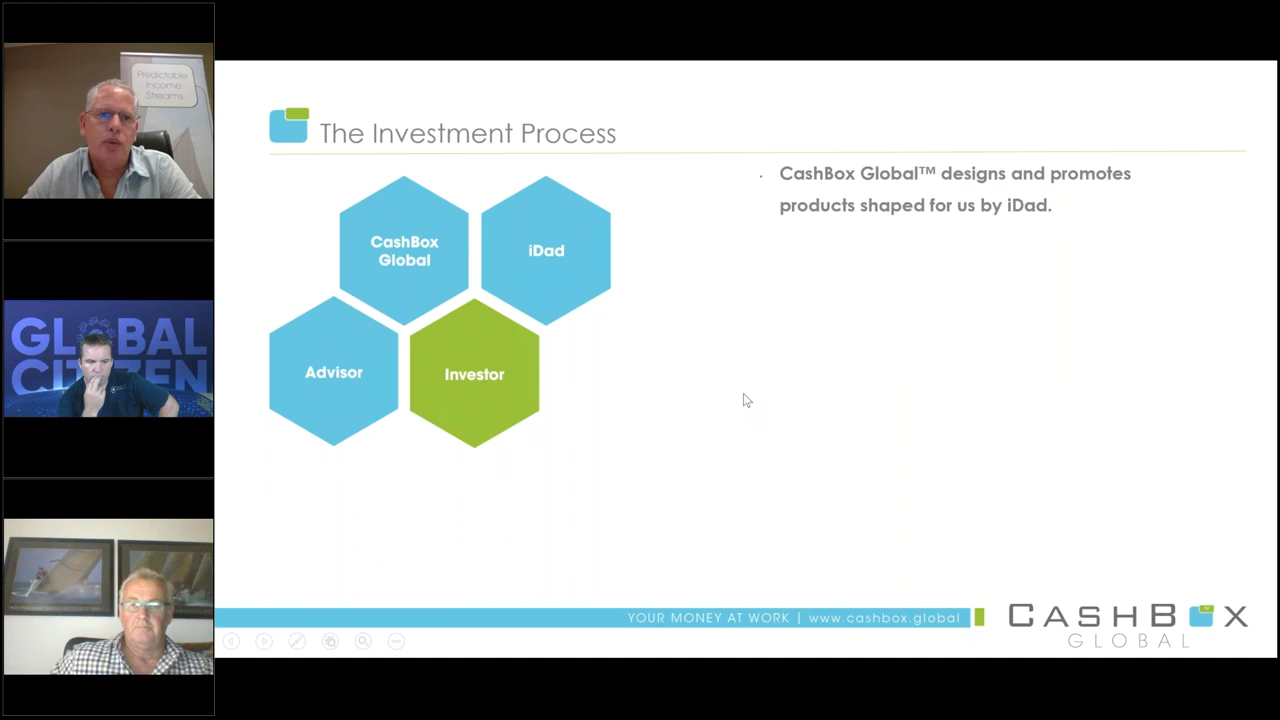 Predictable
Income
Streams
GLOBAL
CITIZEN
The Investment Process
CashBox Global™ designs and promotes
products shaped for us by iDad.
CashBox
Global
iDad
Advisor
Investor
YOUR MONEY AT WORK | www.cashbox.global
CASHBOX
GLOBAL